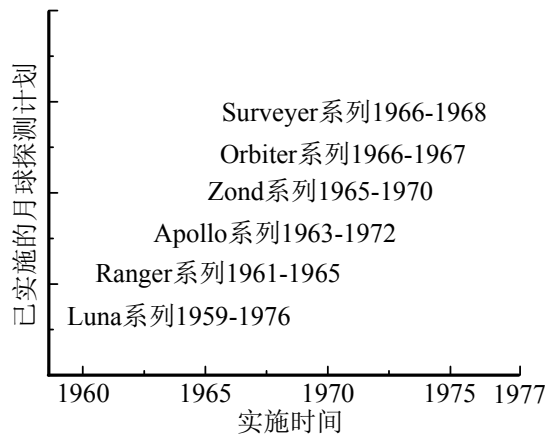 已实施的月球探测计划
Surveyer系列1966-1968
Orbiter系列1966-1967
Zond系列1965-1970
Apollo系列1963-1972
Ranger系列1961-1965
Luna系列1959-1976
1960 1965 1970 1975 1977
实施时间